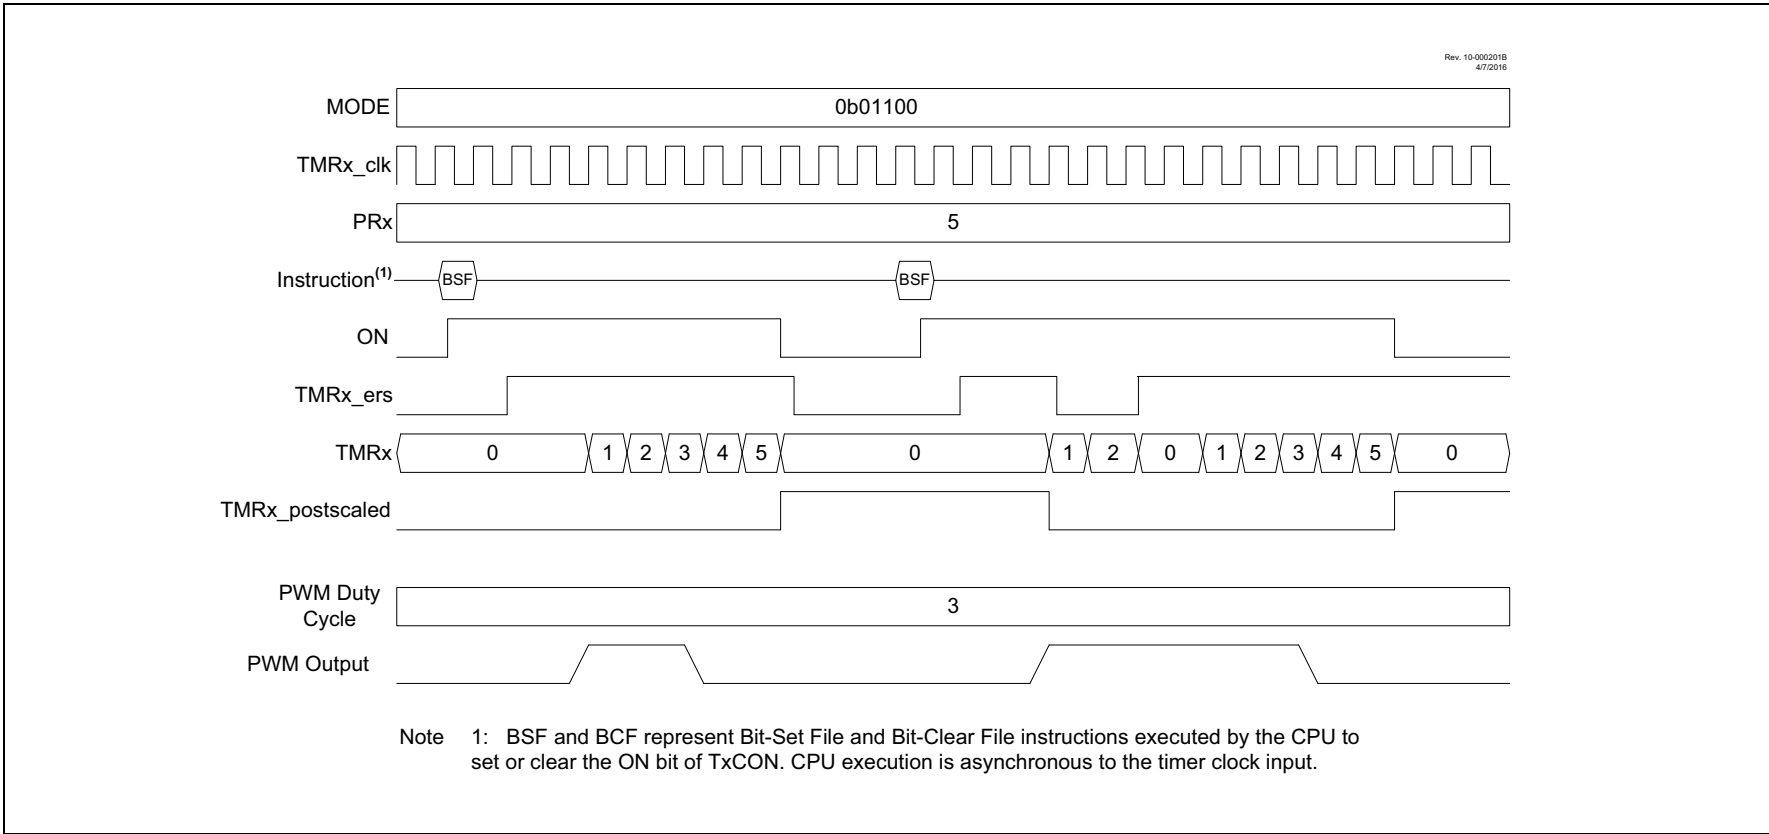 Rev. 10-000201B
4/7/2016
MODE 0b01100
TMRx_clk
PRx 5
Instruction(1) BSF BSF
ON
TMRx_ers
TMRx 0 1 2 3 4 5 0 1 2 0 1 2 3 4 5 0
TMRx_postscaled
PWM Duty
Cycle 3
PWM Output
Note 1: BSF and BCF represent Bit-Set File and Bit-Clear File instructions executed by the CPU to
set or clear the ON bit of TxCON. CPU execution is asynchronous to the timer clock input.